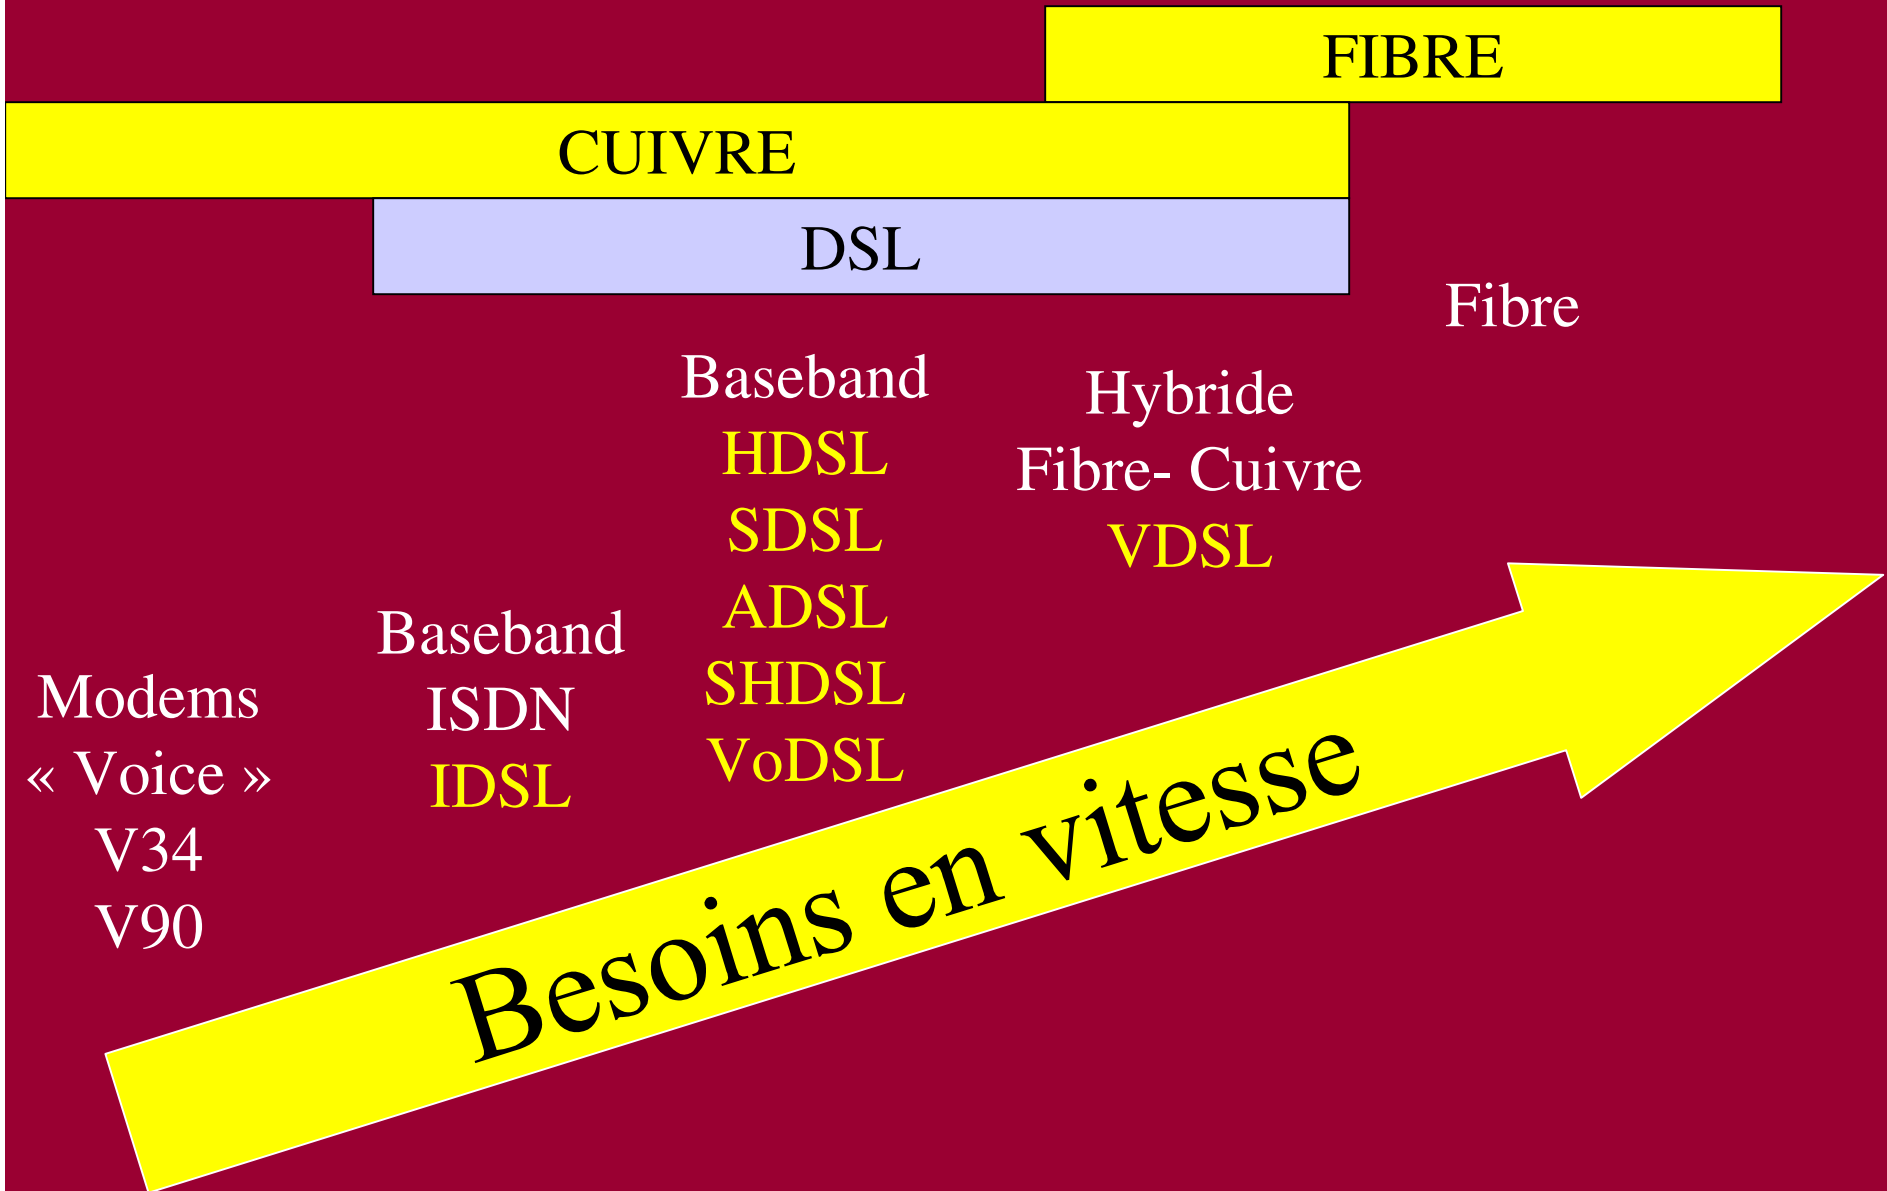 FIBRE
CUIVRE
DSL
Modems
« Voice »
V34
V90
Baseband
ISDN
IDSL
Baseband
HDSL
SDSL
ADSL
SHDSL
VoDSL
Hybride
Fibre- Cuivre
VDSL
Fibre
Besoins en vitesse